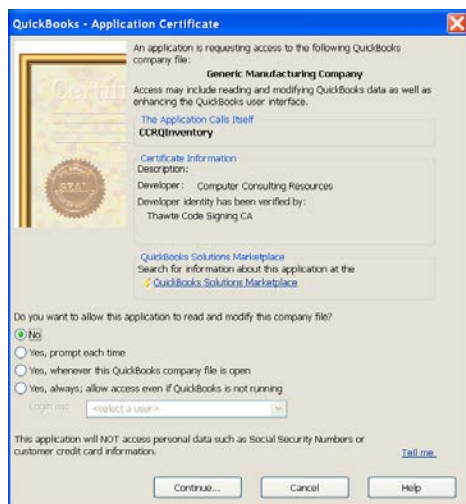 QuickBooks - Application Certificate
An application is requesting access to the following QuickBooks
company file:
Generic Manufacturing Company
Access may include reading and modifying QuickBooks data as well as
enhancing the QuickBooks user interface.
The Application Calls Itself
CCRQInventory
Certificate Information
Description:
Developer: Computer Consulting Resources
Developer identity has been verified by:
Thawte Code Signing CA
QuickBooks Solutions Marketplace
Search for information about this application at the
QuickBooks Solutions Marketplace
Certifi
SEAL
Do you want to allow this application to read and modify this company file?
No
Yes, prompt each time
Yes, whenever this QuickBooks company file is open
Yes, always; allow access even if QuickBooks is not running
Login as: <select a user>
This application will NOT access personal data such as Social Security Numbers or
customer credit card information. Tell me
Continue... Cancel Help